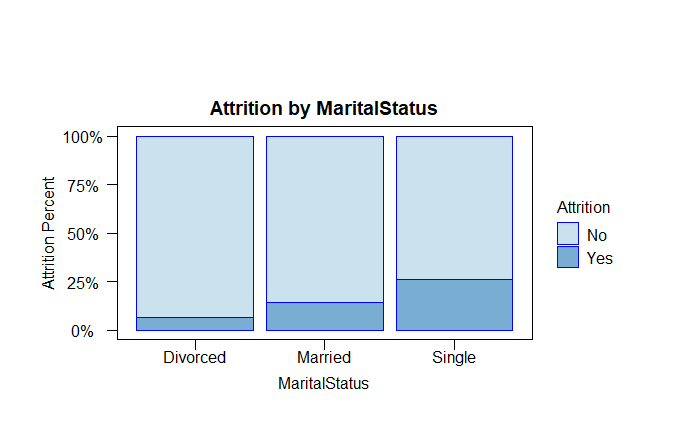 Attrition by MaritalStatus
Attrition Percent
100%
75%
50%
25%
0%
Divorced Married Single
MaritalStatus
Attrition
No
Yes